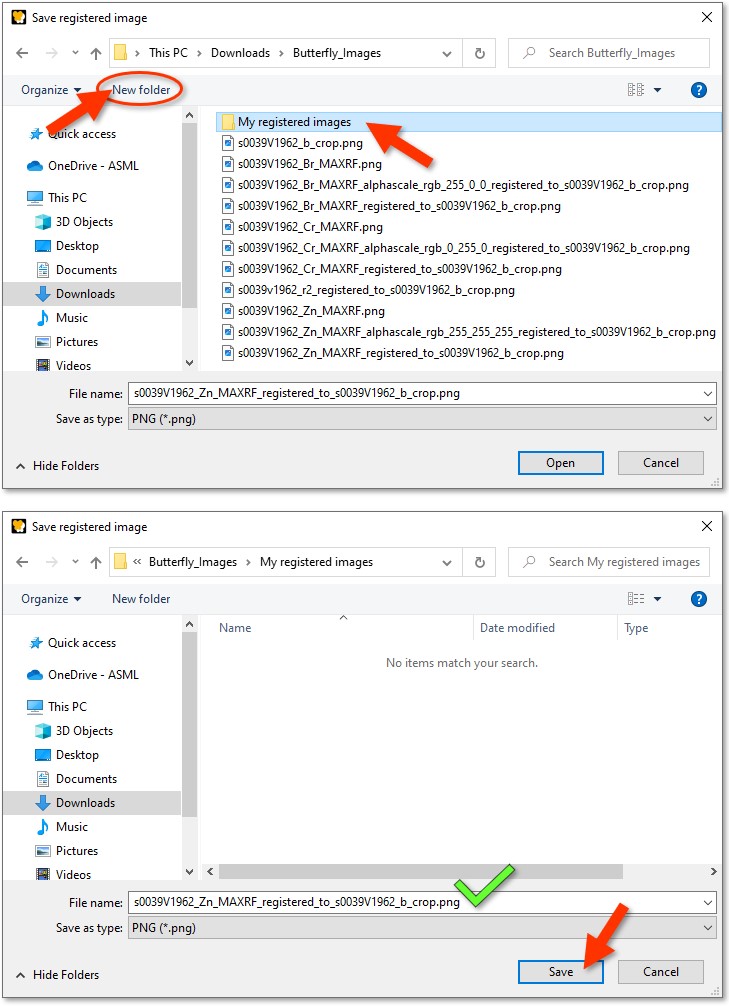 Save registered image
This PC > Downloads > Butterfly_Images
Search Butterfly_Images
Organize
New folder
?
Quick access
OneDrive - ASML
This PC
3D Objects
Desktop
Documents
Downloads
Music
Pictures
Videos
My registered images
s0039V1962_b_crop.png
s0039V1962_Br_MAXRF.png
s0039V1962_Br_MAXRF_alphascale_rgb_255_0_0_registered_to_s0039V1962_b_crop.png
s0039V1962_Br_MAXRF_registered_to_s0039V1962_b_crop.png
s0039V1962_Cr_MAXRF.png
s0039V1962_Cr_MAXRF_alphascale_rgb_0_255_0_registered_to_s0039V1962_b_crop.png
s0039V1962_Cr_MAXRF_registered_to_s0039V1962_b_crop.png
s0039v1962_r2_registered_to_s0039V1962_b_crop.png
s0039V1962_Zn_MAXRF.png
s0039V1962_Zn_MAXRF_alphascale_rgb_255_255_255_registered_to_s0039V1962_b_crop.png
s0039V1962_Zn_MAXRF_registered_to_s0039V1962_b_crop.png
File name: s0039V1962_Zn_MAXRF_registered_to_s0039V1962_b_crop.png
Save as type: PNG (*.png)
Hide Folders
Open
Cancel
Save registered image
« Butterfly_Images > My registered images
Search My registered images
Organize
New folder
?
Quick access
OneDrive - ASML
This PC
3D Objects
Desktop
Documents
Downloads
Music
Pictures
Videos
Name
Date modified
Type
No items match your search.
File name: s0039V1962_Zn_MAXRF_registered_to_s0039V1962_b_crop.png
Save as type: PNG (*.png)
Hide Folders
Save
Cancel